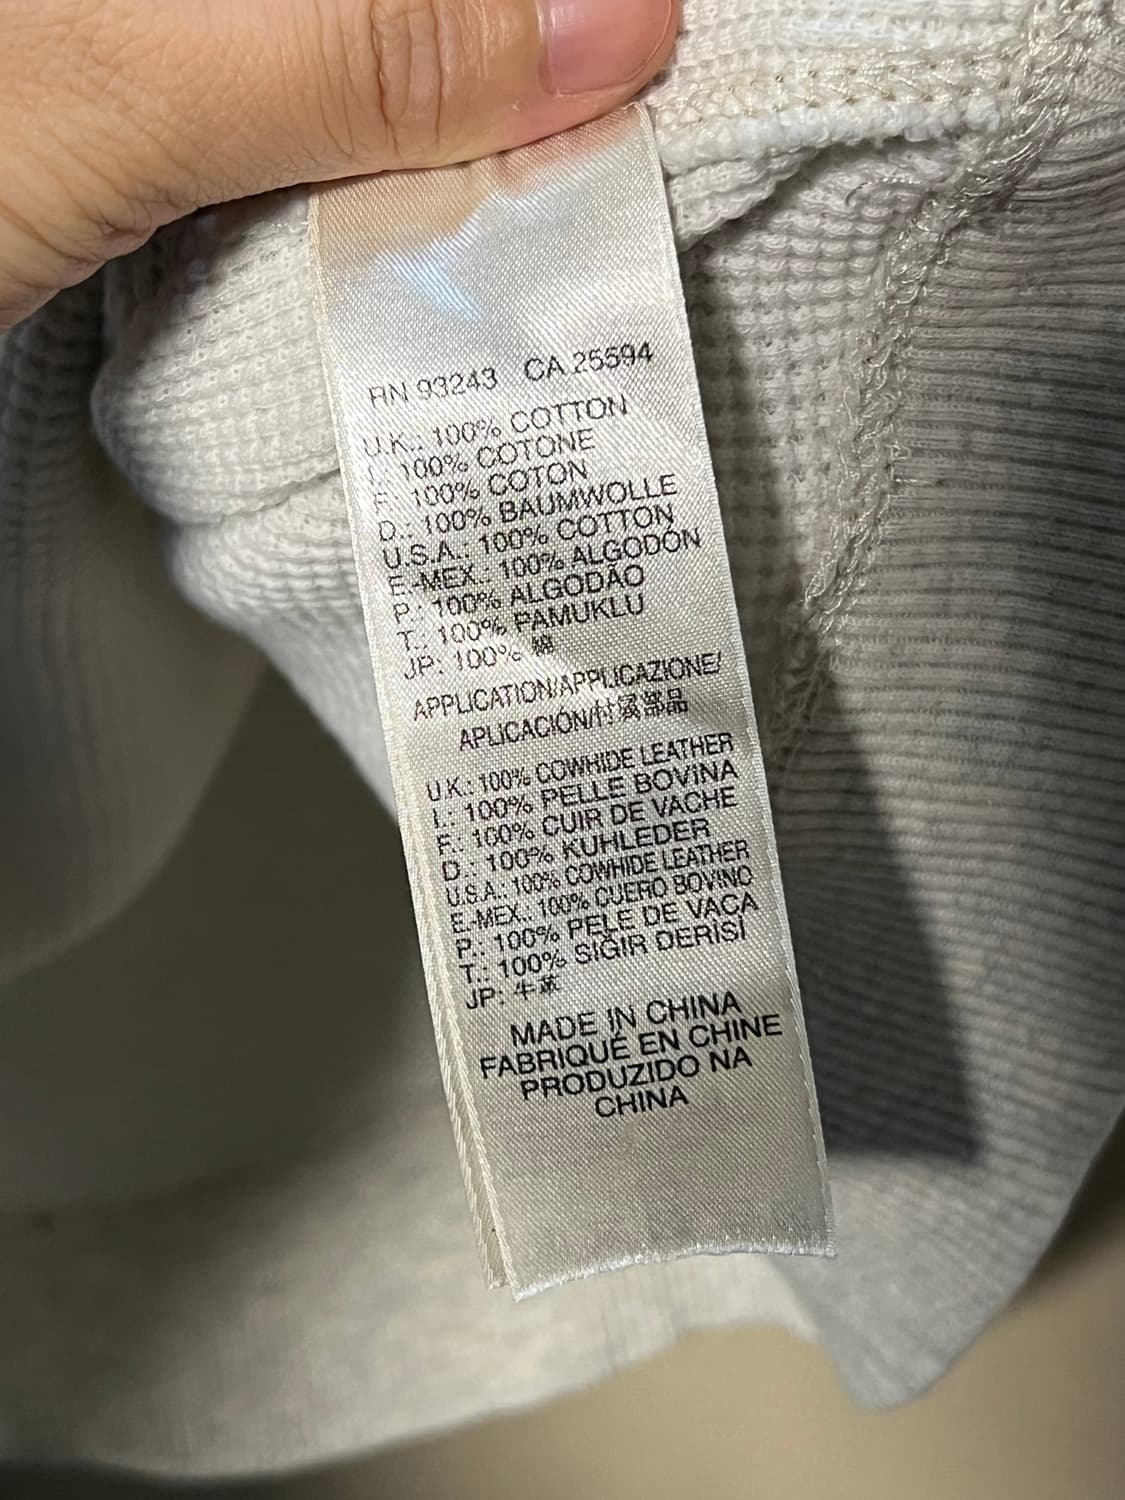 RN 93243 CA 25594
U.K.: 100% COTTON
I.: 100% COTONE
F.: 100% COTON
D.: 100% BAUMWOLLE
U.S.A.: 100% COTTON
E.-MEX.: 100% ALGODÓN
P.: 100% ALGODÃO
T.: 100% PAMUKLU
JP: 100% 綿
APPLICATION/APPLICAZIONE/
APLICACIÓN/付属部品
U.K.: 100% COWHIDE LEATHER
I.: 100% PELLE BOVINA
F.: 100% CUIR DE VACHE
D.: 100% KUHLEDER
U.S.A.: 100% COWHIDE LEATHER
E.-MEX.: 100% CUERO BOVINO
P.: 100% PELE DE VACA
T.: 100% SIĞIR DERİSİ
JP: 牛革
MADE IN CHINA
FABRIQUÉ EN CHINE
PRODUZIDO NA
CHINA